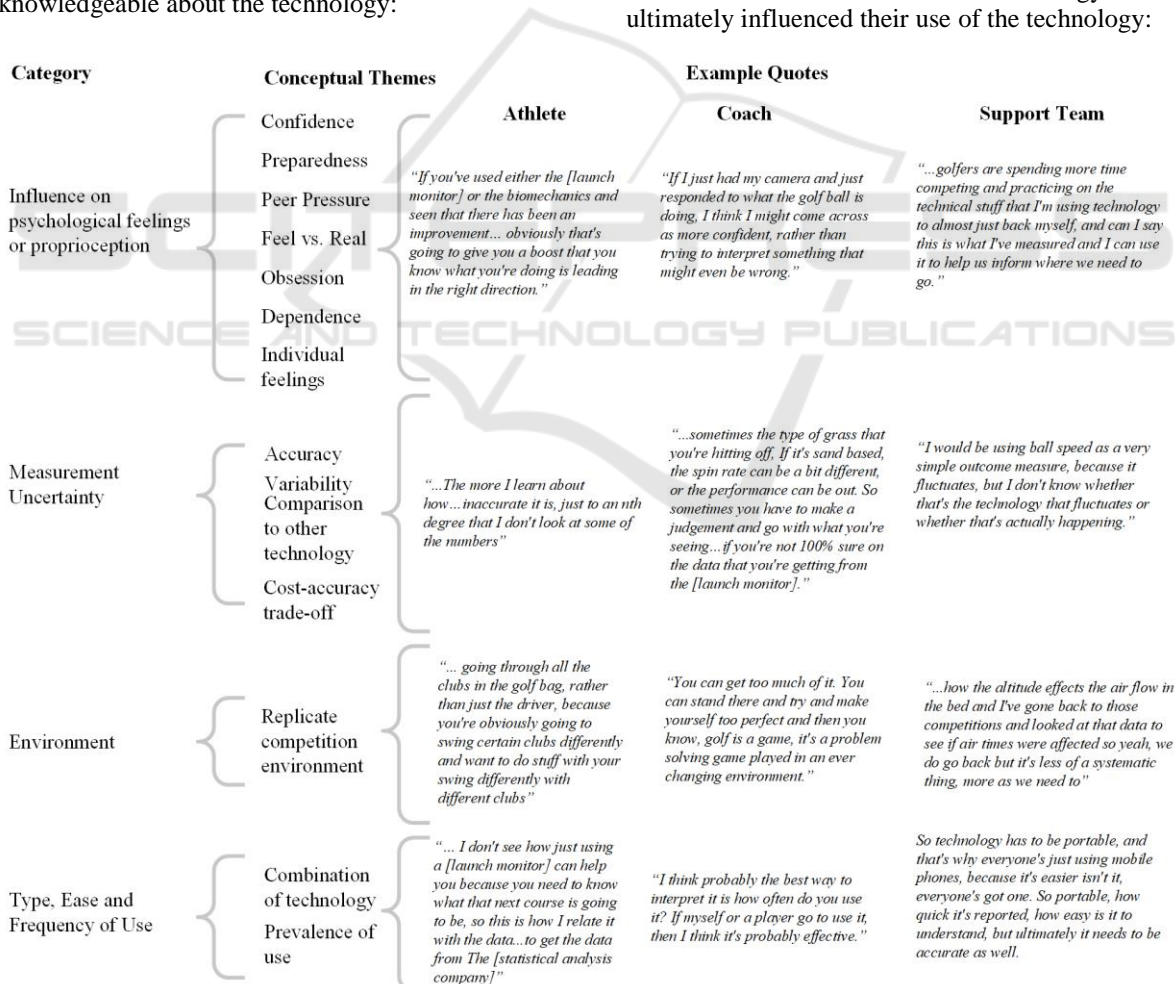 knowledgeable about the technology:
ultimately influenced their use of the technology:
Category
Conceptual Themes
Example Quotes
Athlete
Coach
Support Team
Influence on
psychological feelings
or proprioception
Confidence
Preparedness
Peer Pressure
Feel vs. Real
Obsession
Dependence
Individual
feelings
“If you've used either the [launch
monitor] or the biomechanics and
seen that there has been an
improvement… obviously that's
going to give you a boost that you
know what you're doing is leading
in the right direction.”
“If I just had my camera and just
responded to what the golf ball is
doing, I think I might come across
as more confident, rather than
trying to interpret something that
might even be wrong.”
“...golfers are spending more time
competing and practicing on the
technical stuff that I'm using technology
to almost just back myself, and can I say
this is what I've measured and I can use
it to help us inform where we need to
go.”
SCIENCE AND TECHNOLOGY PUBLICATIONS
Measurement
Uncertainty
Accuracy
Variability
Comparison
to other
technology
Cost-accuracy
trade-off
“...The more I learn about
how…inaccurate it is, just to an nth
degree that I don't look at some of
the numbers”
“...sometimes the type of grass that
you're hitting off, If it's sand based,
the spin rate can be a bit different,
or the performance can be out. So
sometimes you have to make a
judgement and go with what you're
seeing…if you're not 100% sure on
the data that you're getting from
the [launch monitor].”
“I would be using ball speed as a very
simple outcome measure, because it
fluctuates, but I don't know whether
that's the technology that fluctuates or
whether that's actually happening.”
Environment
Replicate
competition
environment
“... going through all the
clubs in the golf bag, rather
than just the driver, because
you're obviously going to
swing certain clubs differently
and want to do stuff with your
swing differently with
different clubs”
“You can get too much of it. You
can stand there and try and make
yourself too perfect and then you
know, golf is a game, it's a problem
solving game played in an ever
changing environment.”
“...how the altitude effects the air flow in
the bed and I've gone back to those
competitions and looked at that data to
see if air times were affected so yeah, we
do go back but it's less of a systematic
thing, more as we need to”
Type, Ease and
Frequency of Use
Combination
of technology
Prevalence of
use
“... I don't see how just using
a [launch monitor] can help
you because you need to know
what that next course is going
to be, so this is how I relate it
with the data...to get the data
from The [statistical analysis
company]”
“I think probably the best way to
interpret it is how often do you use
it? If myself or a player go to use it,
then I think it's probably effective.”
So technology has to be portable, and
that's why everyone's just using mobile
phones, because it's easier isn't it,
everyone's got one. So portable, how
quick it's reported, how easy is it to
understand, but ultimately it needs to be
accurate as well.